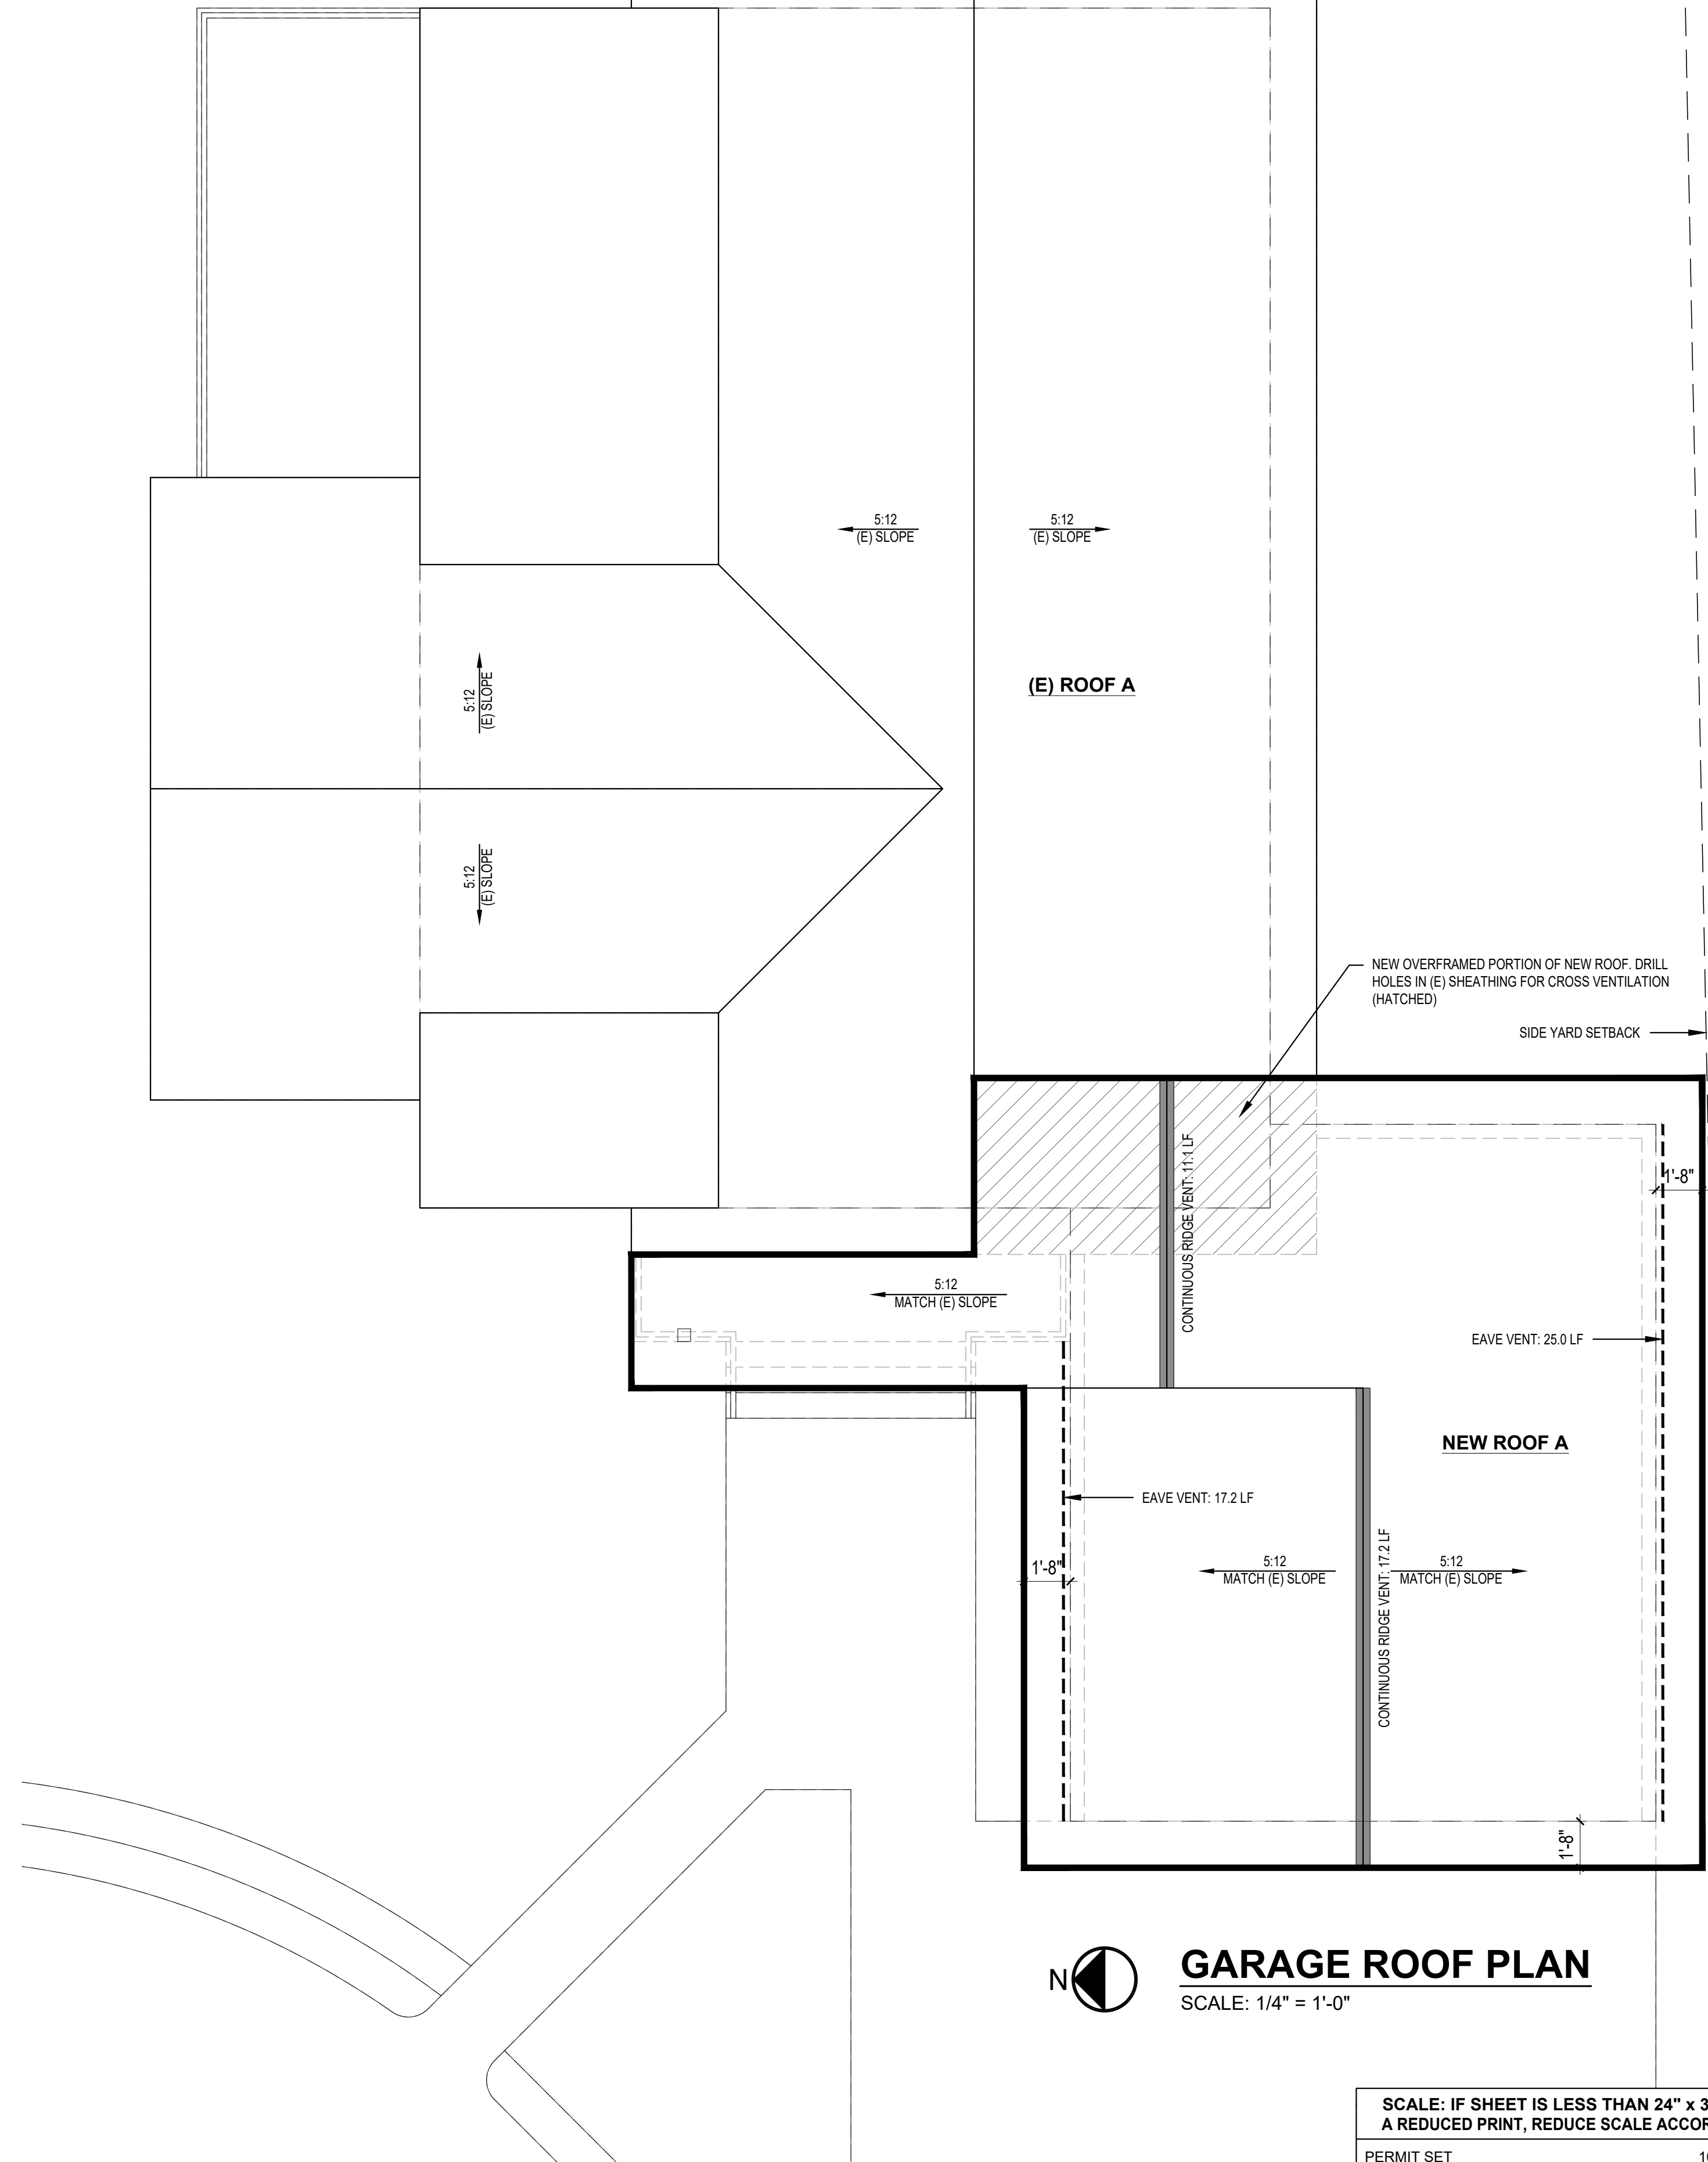 5:12
(E) SLOPE
5:12
(E) SLOPE
5:12
(E) SLOPE
(E) ROOF A
5:12
(E) SLOPE
NEW OVERFRAMED PORTION OF NEW ROOF. DRILL
HOLES IN (E) SHEATHING FOR CROSS VENTILATION
(HATCHED)
SIDE YARD SETBACK
1'-8"
CONTINUOUS RIDGE VENT: 11.1 LF
5:12
MATCH (E) SLOPE
EAVE VENT: 25.0 LF
NEW ROOF A
EAVE VENT: 17.2 LF
1'-8"
5:12
MATCH (E) SLOPE
CONTINUOUS RIDGE VENT: 17.2 LF
5:12
MATCH (E) SLOPE
1'-8"
N
GARAGE ROOF PLAN
SCALE: 1/4" = 1'-0"
SCALE: IF SHEET IS LESS THAN 24" x 3
A REDUCED PRINT, REDUCE SCALE ACCOR
PERMIT SET